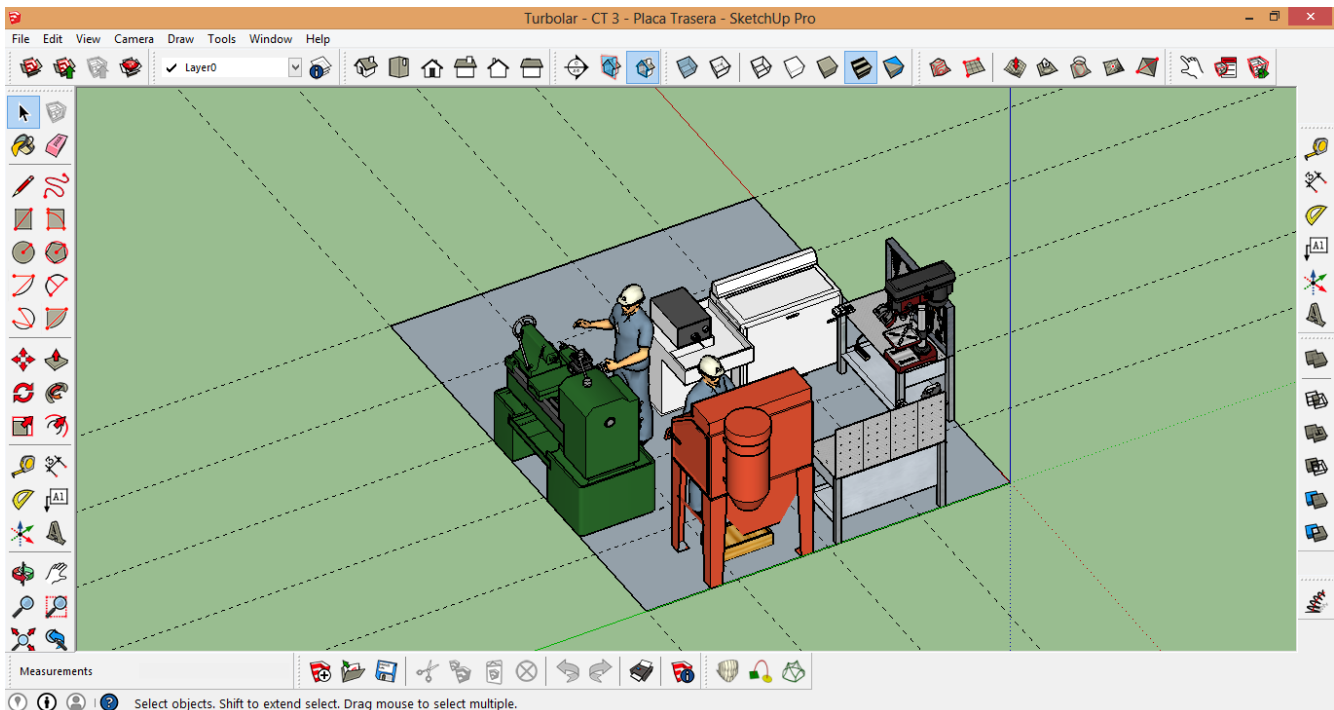 Turbolar - CT 3 - Placa Trasera - SketchUp Pro
File Edit View Camera Draw Tools Window Help
Layer0
A1
A1
Measurements
Select objects. Shift to extend select. Drag mouse to select multiple.